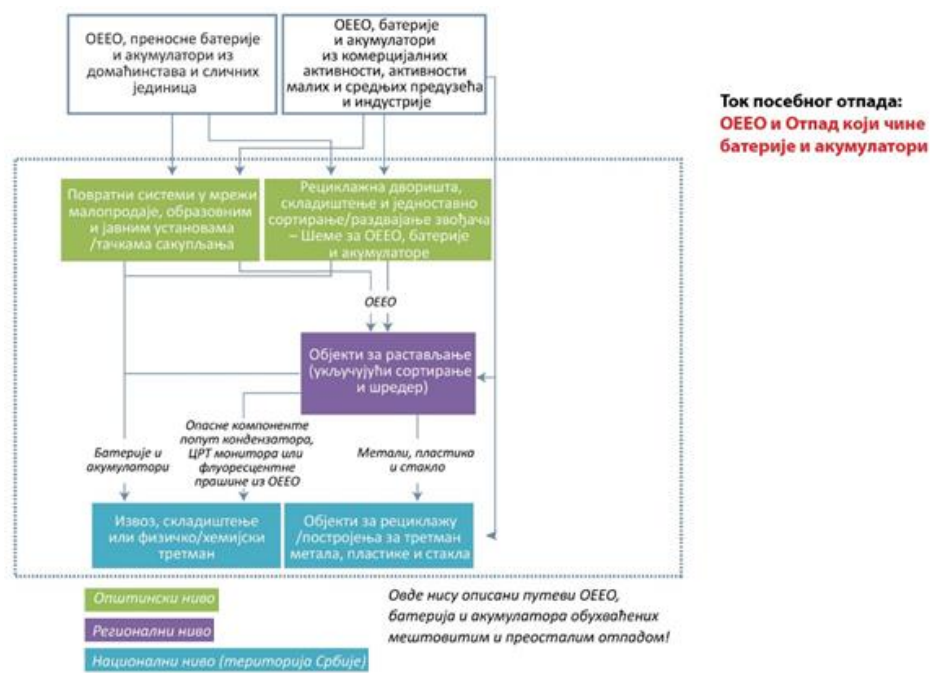 ОЕЕО, преносне батерије
и акумулатори из
домаћинстава и сличних
јединица
ОЕЕО, батерије
и акумулатори
из комерцијалних
активности, активности
малих и средњих предузећа
и индустрије
Ток посебног отпада:
ОЕЕО и Отпад који чине
батерије и акумулатори
Повратни системи у мрежи
малопродаје, образовним
и јавним установама
/тачкама сакупљања
Рециклажна дворишта,
складиштење и једноставно
сортирање/раздвајање звођача
– Шеме за ОЕЕО, батерије
и акумулаторе
ОЕЕО
Објекти за растављање
(укључујући сортирање
и шредер)
Батерије и
акумулатори
Опасне компоненте
попут кондензатора,
ЦРТ монитора или
флуоресцентне
прашине из ОЕЕО
Метали, пластика
и стакло
Извоз, складиштење
или физичко/хемијски
третман
Објекти за рециклажу
/постројења за третман
метала, пластике и стакла
Општински ниво
Регионални ниво
Национални ниво (територија Србије)
Овде нису описани путеви ОЕЕО,
батерија и акумулатора обухваћених
мештовитим и преосталим отпадом!